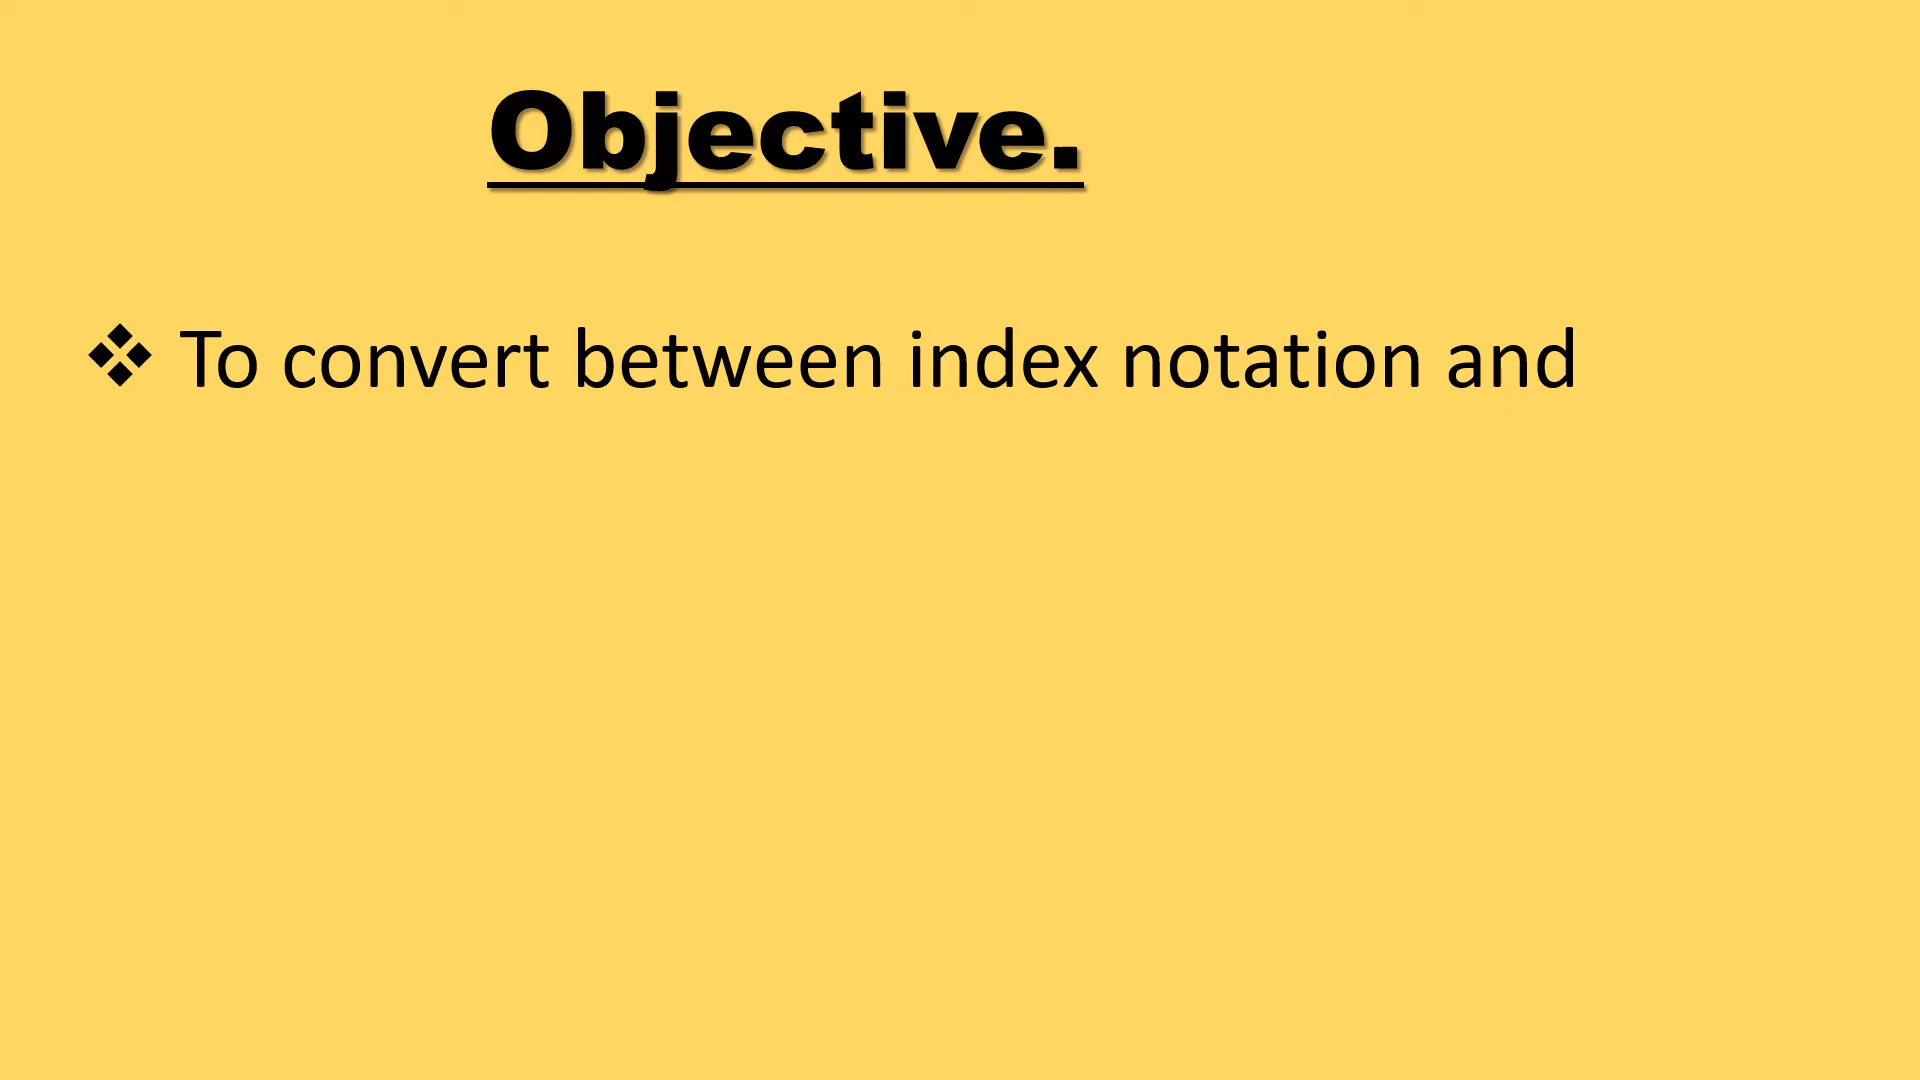 Objective.
❖ To convert between index notation and